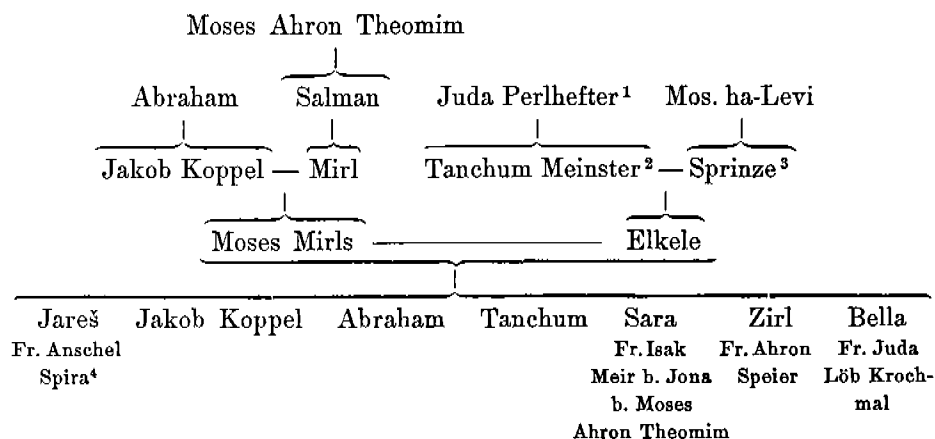 Moses Ahron Theomim
Abraham Salman Juda Perlhefter¹ Mos. ha-Levi
Jakob Koppel — Mirl Tanchum Meinster² — Sprinze³
Moses Mirls — Elkele
Jareš Jakob Koppel Abraham Tanchum Sara Zirl Bella
Fr. Anschel Fr. Isak Fr. Ahron Fr. Juda
Spira⁴ Meir b. Jona Speier Löb Kroch-
b. Moses mal
Ahron Theomim